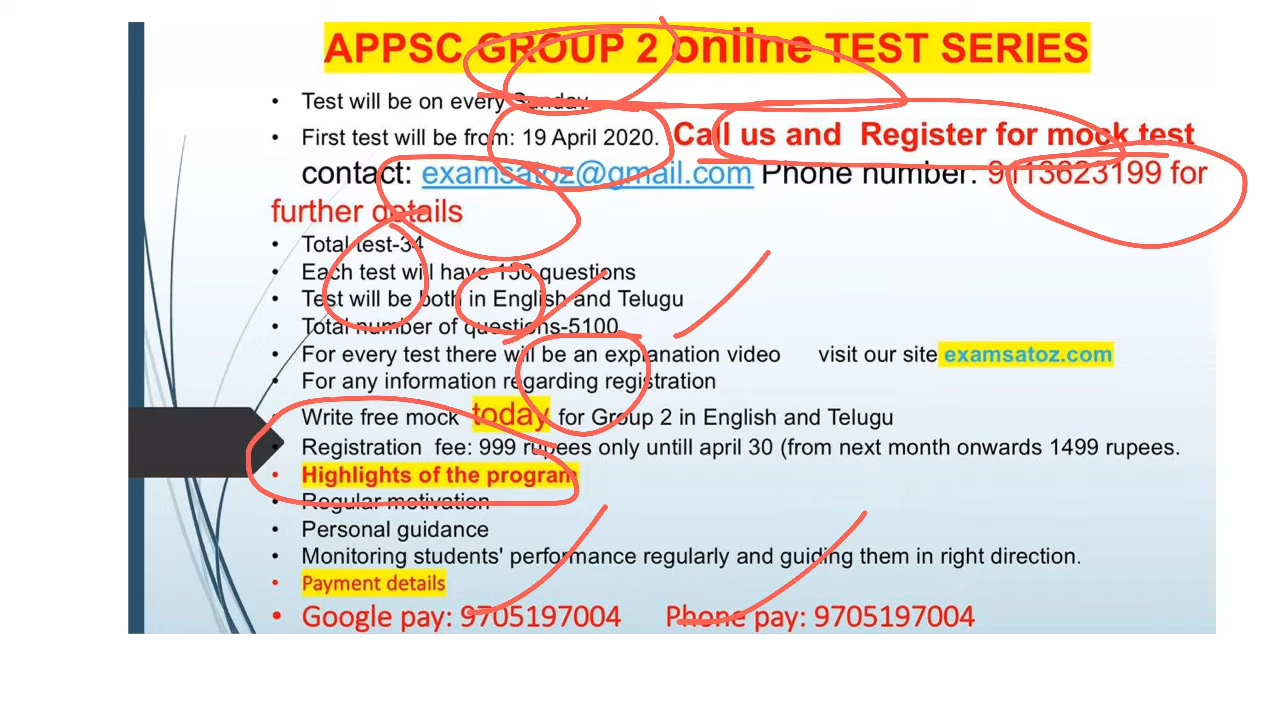 APPSC GROUP 2 online TEST SERIES
• Test will be on every Sunday
• First test will be from: 19 April 2020. Call us and Register for mock test
contact: examsatoz@gmail.com Phone number: 9113623199 for
further details
• Total test-34
• Each test will have 150 questions
• Test will be both in English and Telugu
• Total number of questions-5100
• For every test there will be an explanation video visit our site examsatoz.com
• For any information regarding registration
• Write free mock today for Group 2 in English and Telugu
• Registration fee: 999 rupees only untill april 30 (from next month onwards 1499 rupees.
• Highlights of the program
• Regular motivation
• Personal guidance
• Monitoring students' performance regularly and guiding them in right direction.
• Payment details
• Google pay: 9705197004 Phone pay: 9705197004